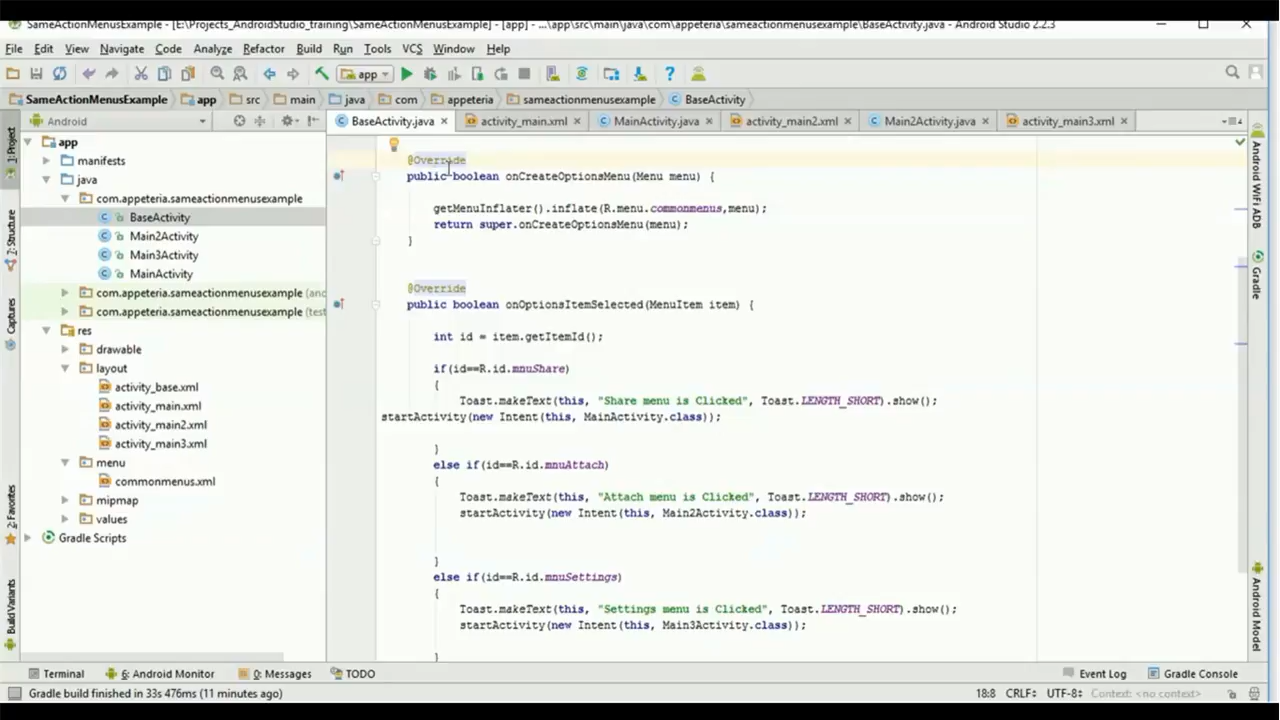 SameActionMenusExample - [E:\Projects_AndroidStudio_training\SameActionMenusExample] - [app] - ...\app\src\main\java\com\appeteria\sameactionmenusexample\BaseActivity.java - Android Studio 2.2.3
File Edit View Navigate Code Analyze Refactor Build Run Tools VCS Window Help
app
SameActionMenusExample app src main java com appeteria sameactionmenusexample BaseActivity
Android
BaseActivity.java activity_main.xml MainActivity.java activity_main2.xml Main2Activity.java activity_main3.xml
1: Project
7: Structure
Captures
2: Favorites
Build Variants
app
manifests
java
com.appeteria.sameactionmenusexample
BaseActivity
Main2Activity
Main3Activity
MainActivity
com.appeteria.sameactionmenusexample (and
com.appeteria.sameactionmenusexample (test
res
drawable
layout
activity_base.xml
activity_main.xml
activity_main2.xml
activity_main3.xml
menu
commonmenus.xml
mipmap
values
Gradle Scripts
@Override
public boolean onCreateOptionsMenu(Menu menu) {
getMenuInflater().inflate(R.menu.commonmenus,menu);
return super.onCreateOptionsMenu(menu);
}
@Override
public boolean onOptionsItemSelected(MenuItem item) {
int id = item.getItemId();
if(id==R.id.mnuShare)
{
Toast.makeText(this, "Share menu is Clicked", Toast.LENGTH_SHORT).show();
startActivity(new Intent(this, MainActivity.class));
}
else if(id==R.id.mnuAttach)
{
Toast.makeText(this, "Attach menu is Clicked", Toast.LENGTH_SHORT).show();
startActivity(new Intent(this, Main2Activity.class));
}
else if(id==R.id.mnuSettings)
{
Toast.makeText(this, "Settings menu is Clicked", Toast.LENGTH_SHORT).show();
startActivity(new Intent(this, Main3Activity.class));
}
Android WiFi ADB
Gradle
Android Model
Terminal 6: Android Monitor 0: Messages TODO Event Log Gradle Console
Gradle build finished in 33s 476ms (11 minutes ago) 18:8 CRLF÷ UTF-8÷ Context: <no context>